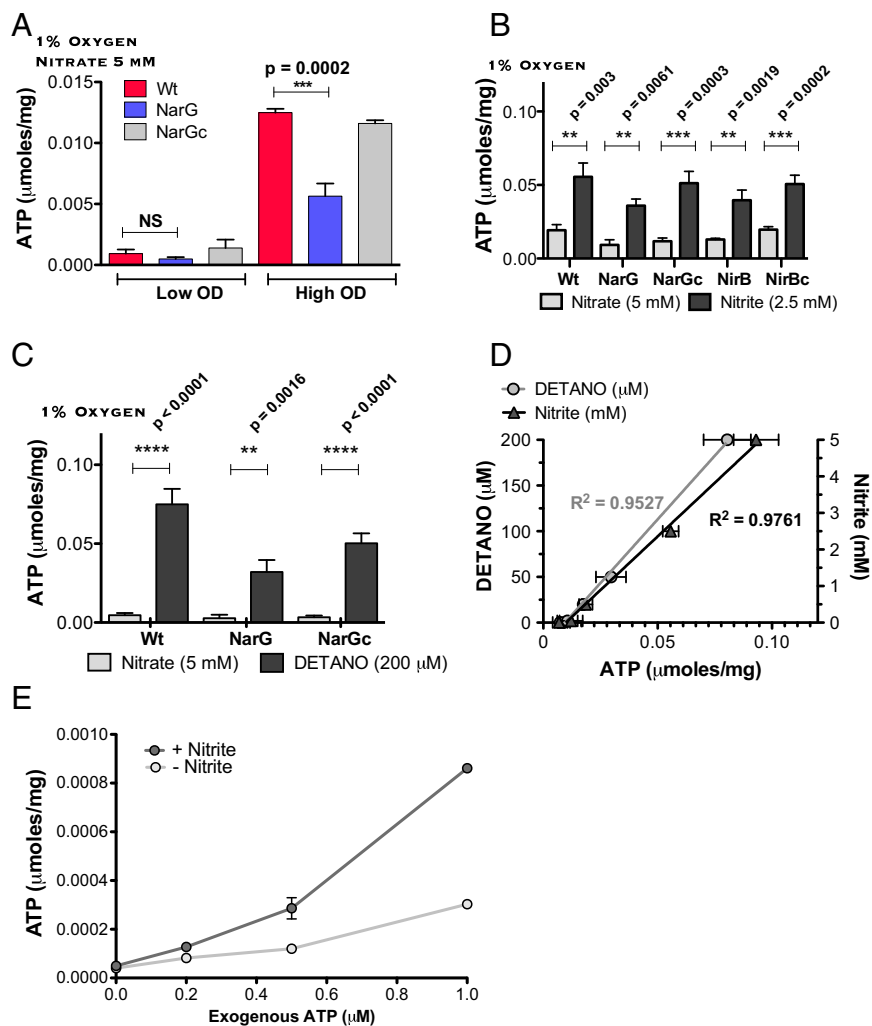 A
1% OXYGEN
NITRATE 5 mM
ATP (μmoles/mg)
0.015
0.010
0.005
0.000
Wt
NarG
NarGc
p = 0.0002
***
NS
Low OD
High OD
B
1% OXYGEN
ATP (μmoles/mg)
0.10
0.05
0.00
p = 0.003
p = 0.0061
p = 0.0003
p = 0.0019
p = 0.0002
** ** *** ** ***
Wt NarG NarGc NirB NirBc
Nitrate (5 mM) Nitrite (2.5 mM)
C
1% OXYGEN
ATP (μmoles/mg)
0.10
0.05
0.00
p < 0.0001
p = 0.0016
p < 0.0001
**** ** ****
Wt NarG NarGc
Nitrate (5 mM) DETANO (200 μM)
D
DETANO (μM)
Nitrite (mM)
DETANO (μM)
200
150
100
50
0
R² = 0.9527
R² = 0.9761
5
4
3
2
1
0
Nitrite (mM)
0 0.05 0.10
ATP (μmoles/mg)
E
ATP (μmoles/mg)
0.0010
0.0008
0.0006
0.0004
0.0002
0.0000
+ Nitrite
- Nitrite
0.0 0.2 0.4 0.6 0.8 1.0
Exogenous ATP (μM)